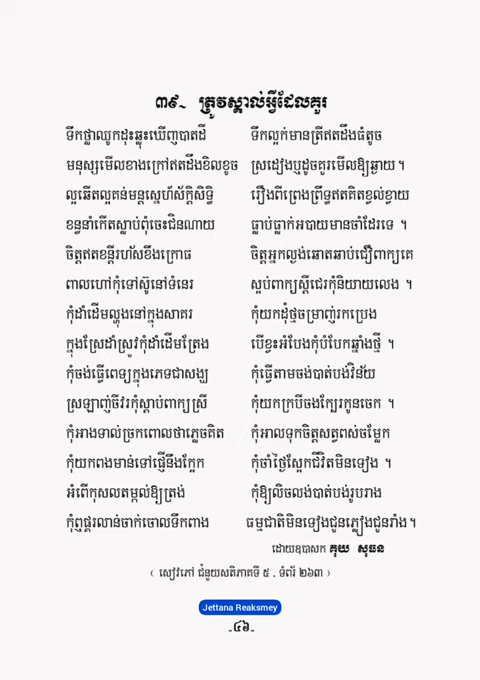 ៣៩~ ត្រូវស្គាល់អ្វីដែលគួរ
ទឹកថ្លាឈូកដុះឆ្លុះឃើញបាតដី ទឹកល្អក់មានត្រីឥតដឹងធំតូច
មនុស្សមើលខាងក្រៅឥតដឹងខិលខូច ស្រដៀងឬដូចគួរមើលឱ្យឆ្ងាយ ។
ល្អឆើតល្អគន់មន្តស្នេហ៍ស័ក្តិសិទ្ធិ រឿងពីព្រេងព្រឹទ្ធឥតគិតខ្វល់ខ្វាយ
ខន្ធនាំកើតស្លាប់ពុំចេះជិនណាយ ធ្លាប់ធ្លាក់អបាយមានចាំដែរទេ ។
ចិត្តឥតខន្តីរហ័សខឹងក្រោធ ចិត្តអ្នកល្ងង់ឆោតឆាប់ជឿពាក្យគេ
ពាលហៅកុំទៅស៊ូនៅទំនេរ ស្អប់ពាក្យស្ដីជេរកុំនិយាយលេង ។
កុំដាំដើមល្ហុងនៅក្នុងសាគរ កុំយកដុំថ្មចម្រាញ់រកប្រេង
ក្នុងស្រែដាំស្រូវកុំដាំដើមត្រែង បើខ្វះអំបែងកុំបំបែកឆ្នាំងថ្មី ។
កុំចង់ធ្វើពេទ្យក្នុងភេទជាសង្ឃ កុំធ្វើតាមចង់បាត់បង់វិន័យ
ស្រឡាញ់ចីវរកុំស្ដាប់ពាក្យស្រី កុំយកក្របីចងក្បែរកូនចេក ។
កុំអាងទាល់ច្រកពោលថាភ្លេចគិត កុំអាលទុកចិត្តសត្វពស់ចម្លែក
កុំយកពងមាន់ទៅផ្ញើនឹងក្អែក កុំចាំថ្ងៃស្អែកជីវិតមិនទៀង ។
អំពើកុសលតម្កល់ឱ្យត្រង់ កុំឱ្យលិចលង់បាត់បង់រូបរាង
កុំឮផ្គរលាន់ចាក់ចោលទឹកពាង ធម្មជាតិមិនទៀងជួនភ្លៀងជួនរាំង។
ដោយឧបាសក គុយ សុធន
( សៀវភៅ ជំនួយសតិភាគទី ៥ . ទំព័រ ២៦៣ )
Jettana Reaksmey
-៤៦-